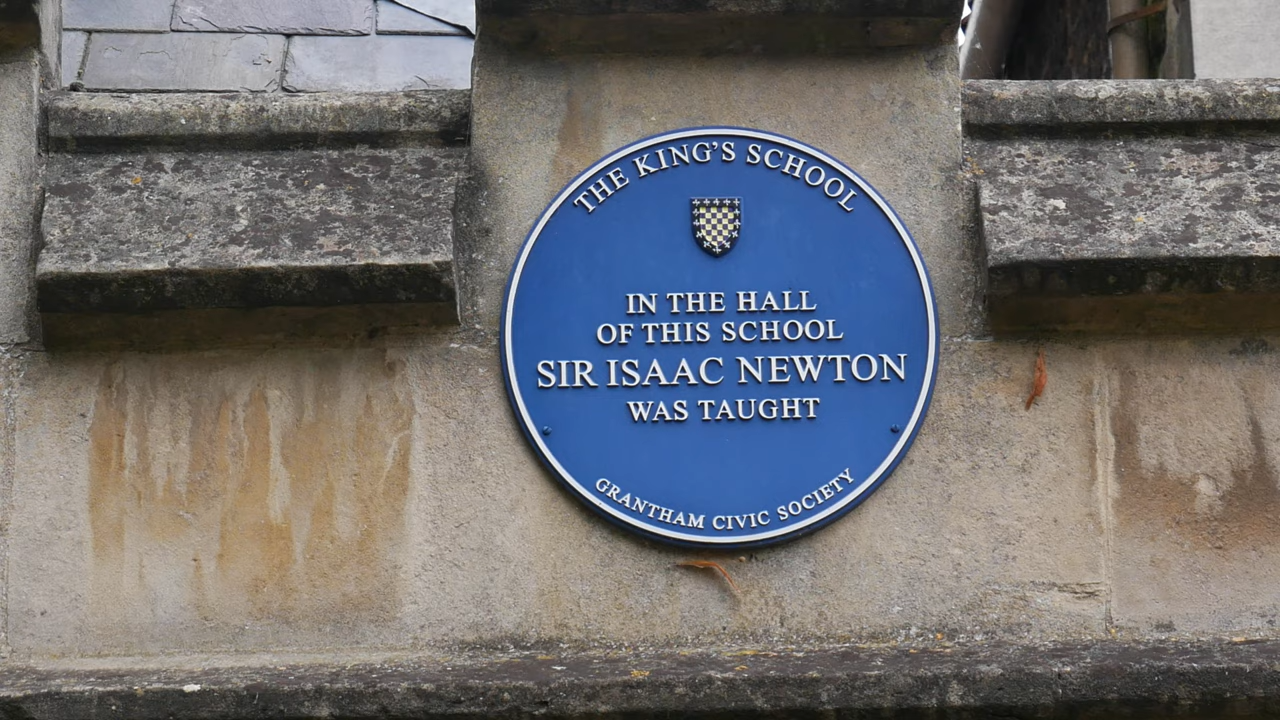 THE KING'S SCHOOL
IN THE HALL
OF THIS SCHOOL
SIR ISAAC NEWTON
WAS TAUGHT
GRANTHAM CIVIC SOCIETY